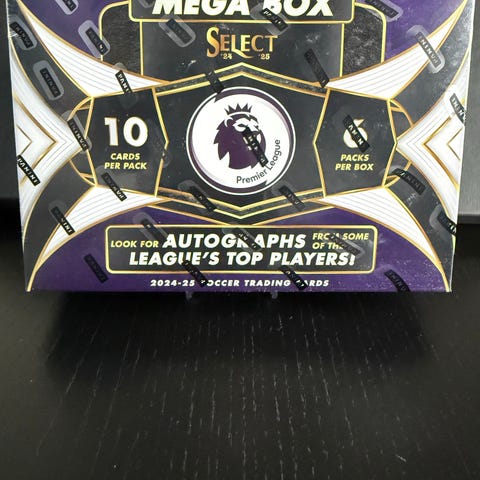 MEGA BOX
SELECT
'24 '25
10
CARDS
PER PACK
Premier League
6
PACKS
PER BOX
LOOK FOR AUTOGRAPHS FROM SOME OF THE
LEAGUE'S TOP PLAYERS!
2024-25 SOCCER TRADING CARDS
PANINI